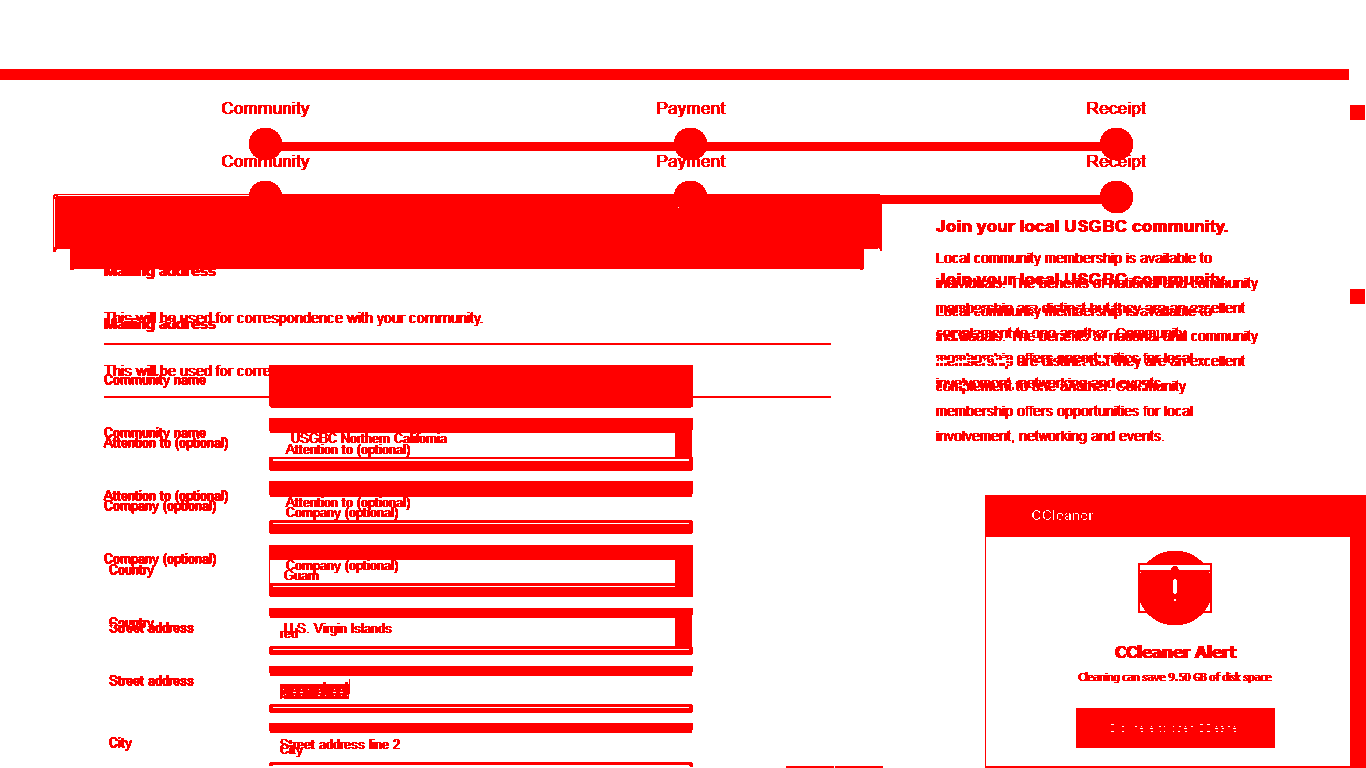 Community Payment Receipt
Community Payment Receipt
Join your local USGBC community.
Local community membership is available to
Join your local USGBC community.
individuals. The benefits of national and community
membership are distinct but they are an excellent
Local community membership is available to
complement to one another. Community
individuals. The benefits of national and community
membership offers opportunities for local
membership are distinct but they are an excellent
involvement, networking and events.
complement to one another. Community
membership offers opportunities for local
involvement, networking and events.
Mailing address
This will be used for correspondence with your community.
Mailing address
This will be used for
Community name
Community name
USGBC Northern California
Attention to (optional)
Attention to (optional)
Attention to (optional)
Attention to (optional)
Company (optional)
Company (optional)
Company (optional)
Company (optional)
Country
Guam
Country
U.S. Virgin Islands
Street address
red
Street address
City
Street address line 2
City
CCleaner
CCleaner Alert
Cleaning can save 9.50 GB of disk space